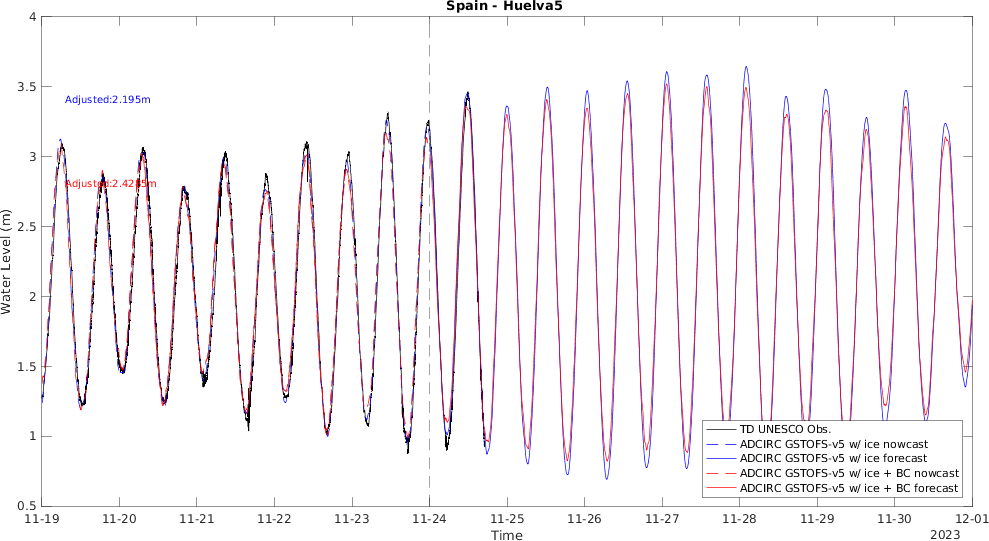 Spain - Huelva5
4
3.5
3
2.5
2
1.5
1
0.5
Water Level (m)
Adjusted:2.195m
Adjusted:2.4285m
TD UNESCO Obs.
ADCIRC GSTOFS-v5 w/ ice nowcast
ADCIRC GSTOFS-v5 w/ ice forecast
ADCIRC GSTOFS-v5 w/ ice + BC nowcast
ADCIRC GSTOFS-v5 w/ ice + BC forecast
11-19 11-20 11-21 11-22 11-23 11-24 11-25 11-26 11-27 11-28 11-29 11-30 12-01
Time
2023